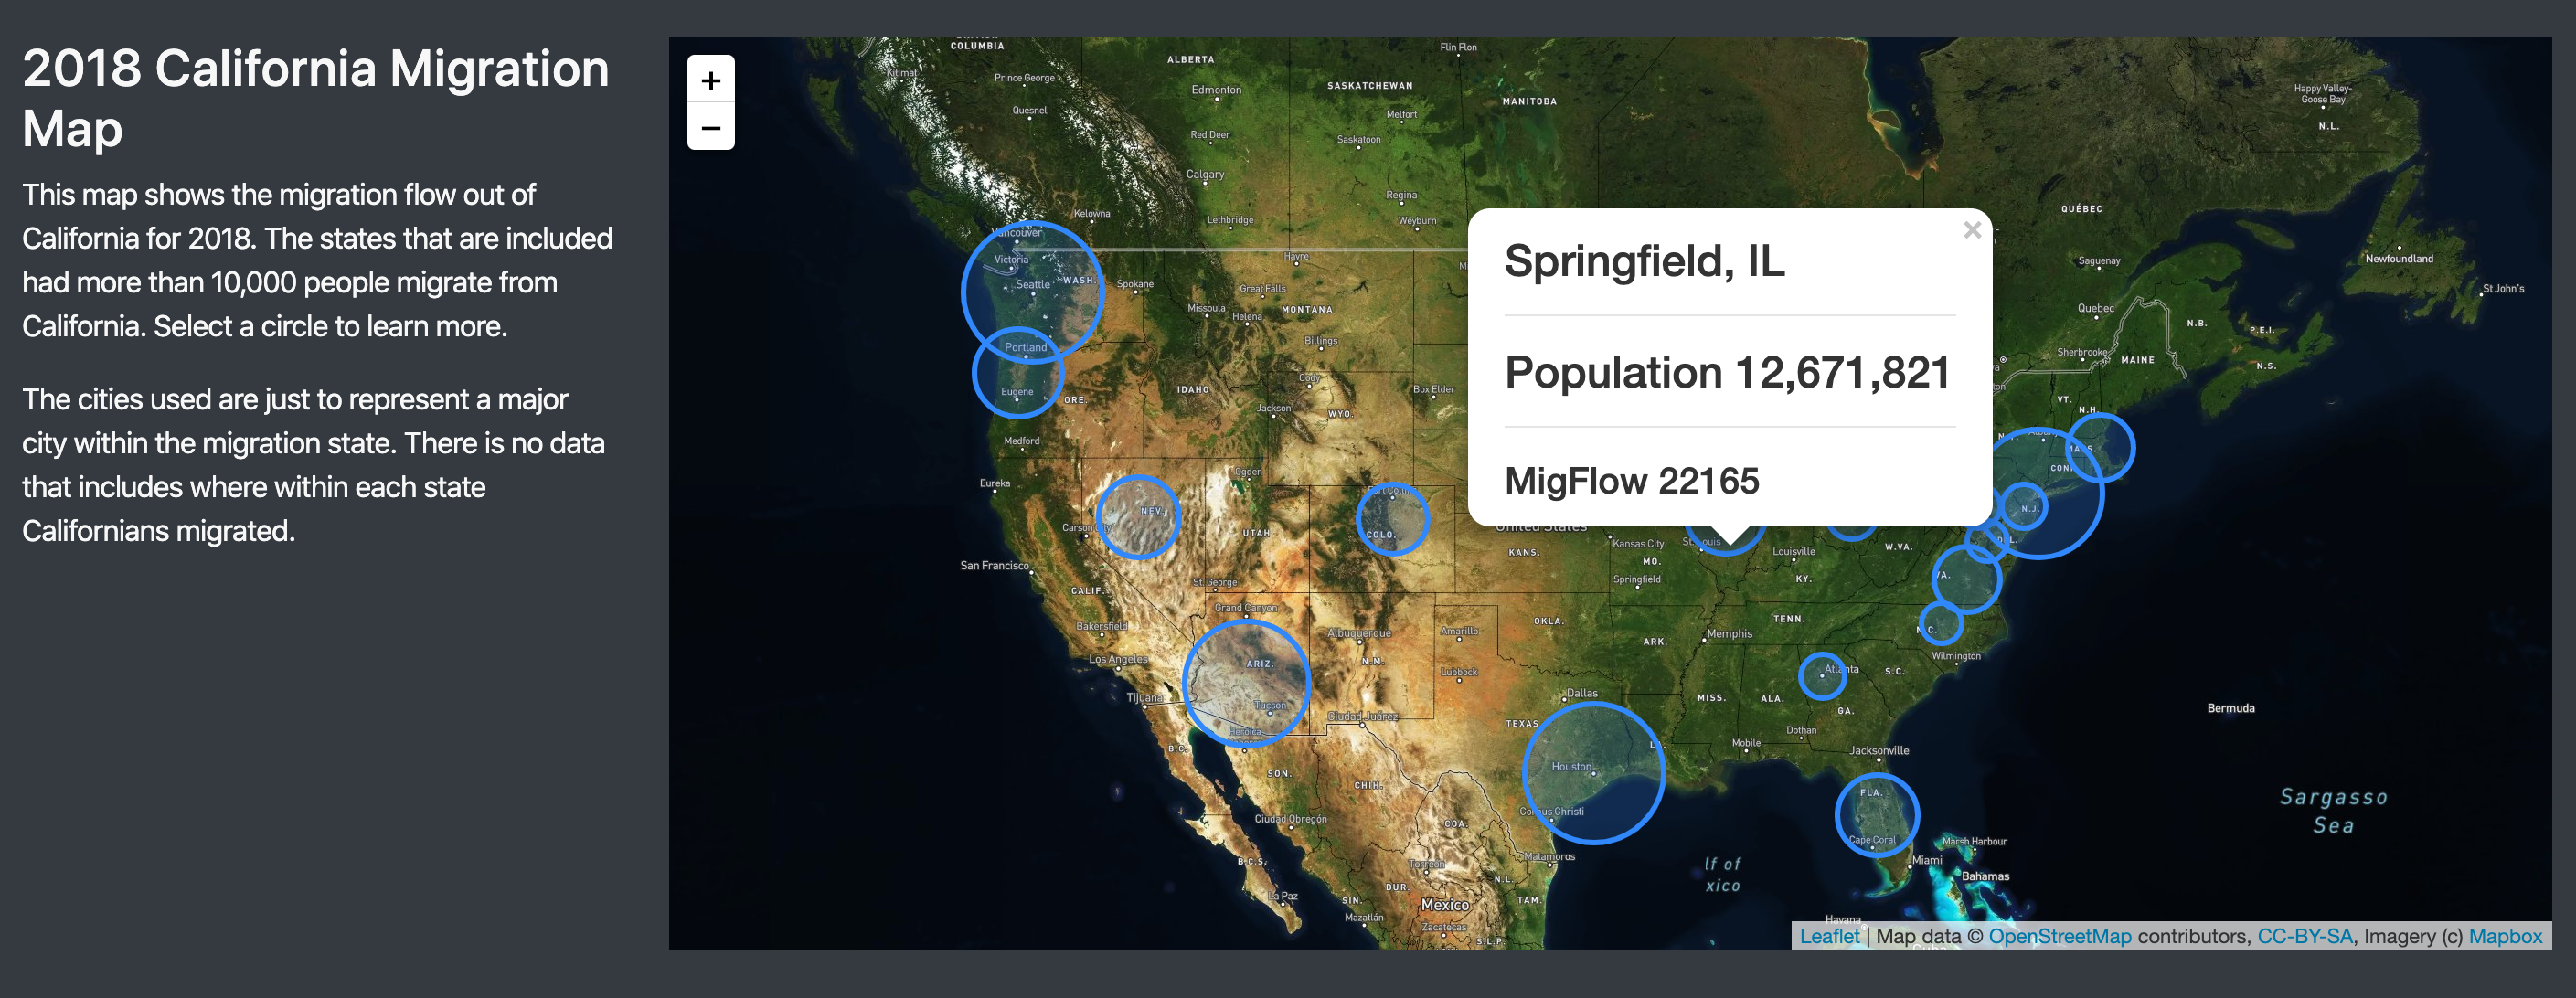 2018 California Migration
Map
This map shows the migration flow out of
California for 2018. The states that are included
had more than 10,000 people migrate from
California. Select a circle to learn more.
The cities used are just to represent a major
city within the migration state. There is no data
that includes where within each state
Californians migrated.
+
−
COLUMBIA
Kitimat
Prince George
Quesnel
ALBERTA
Edmonton
Red Deer
Calgary
Lethbridge
Kelowna
Flin Flon
SASKATCHEWAN
MANITOBA
Melfort
Saskatoon
Regina
Weyburn
Happy Valley-
Goose Bay
N.L.
QUÉBEC
Newfoundland
St John's
Saguenay
Quebec
N.B.
P.E.I.
N.S.
Sherbrooke
MAINE
VT.
N.H.
Vancouver
Victoria
Seattle
WASH.
Spokane
Portland
Eugene
ORE.
Medford
Eureka
Havre
Great Falls
Missoula
Helena
MONTANA
Billings
IDAHO
Cody
Jackson
WYO.
Box Elder
Ogden
Springfield, IL
×
Population 12,671,821
MigFlow 22165
NEV.
Carson City
UTAH
Fort Collins
COLO.
United States
KANS.
Kansas City
St. Louis
MO.
Springfield
Louisville
KY.
W.VA.
MASS.
N.J.
San Francisco
CALIF.
St. George
Grand Canyon
Bakersfield
Los Angeles
Tijuana
ARIZ.
Tucson
Albuquerque
N.M.
Amarillo
Lubbock
OKLA.
ARK.
Memphis
TENN.
N.C.
Wilmington
Atlanta
S.C.
MISS.
ALA.
GA.
Dallas
TEXAS
Ciudad Juárez
Houston
Corpus Christi
Mobile
Dothan
Jacksonville
FLA.
Cape Coral
Miami
Marsh Harbour
Bahamas
Bermuda
Sargasso
Sea
B.C.
SON.
CHIH.
COA.
Ciudad Obregón
B.C.S.
La Paz
Torreón
DUR.
SIN.
Mazatlán
Mexico
Zacatecas
N.L.
S.L.P.
TAM.
Matamoros
lf of
xico
Havana
Leaflet | Map data © OpenStreetMap contributors, CC-BY-SA, Imagery (c) Mapbox